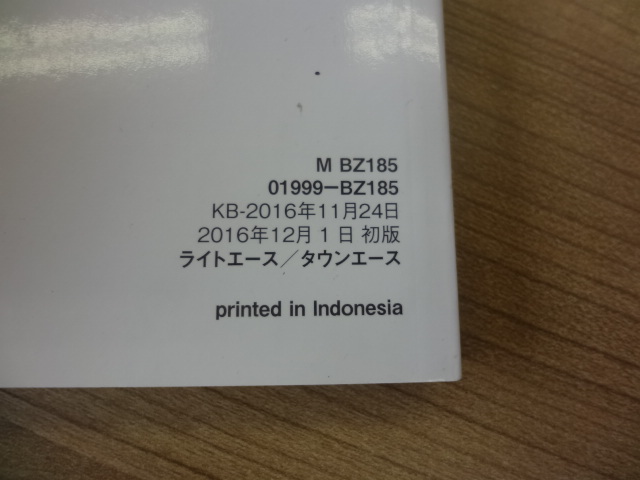 M BZ185
01999-BZ185
KB-2016年11月24日
2016年12月 1 日 初版
ライトエース/タウンエース
printed in Indonesia